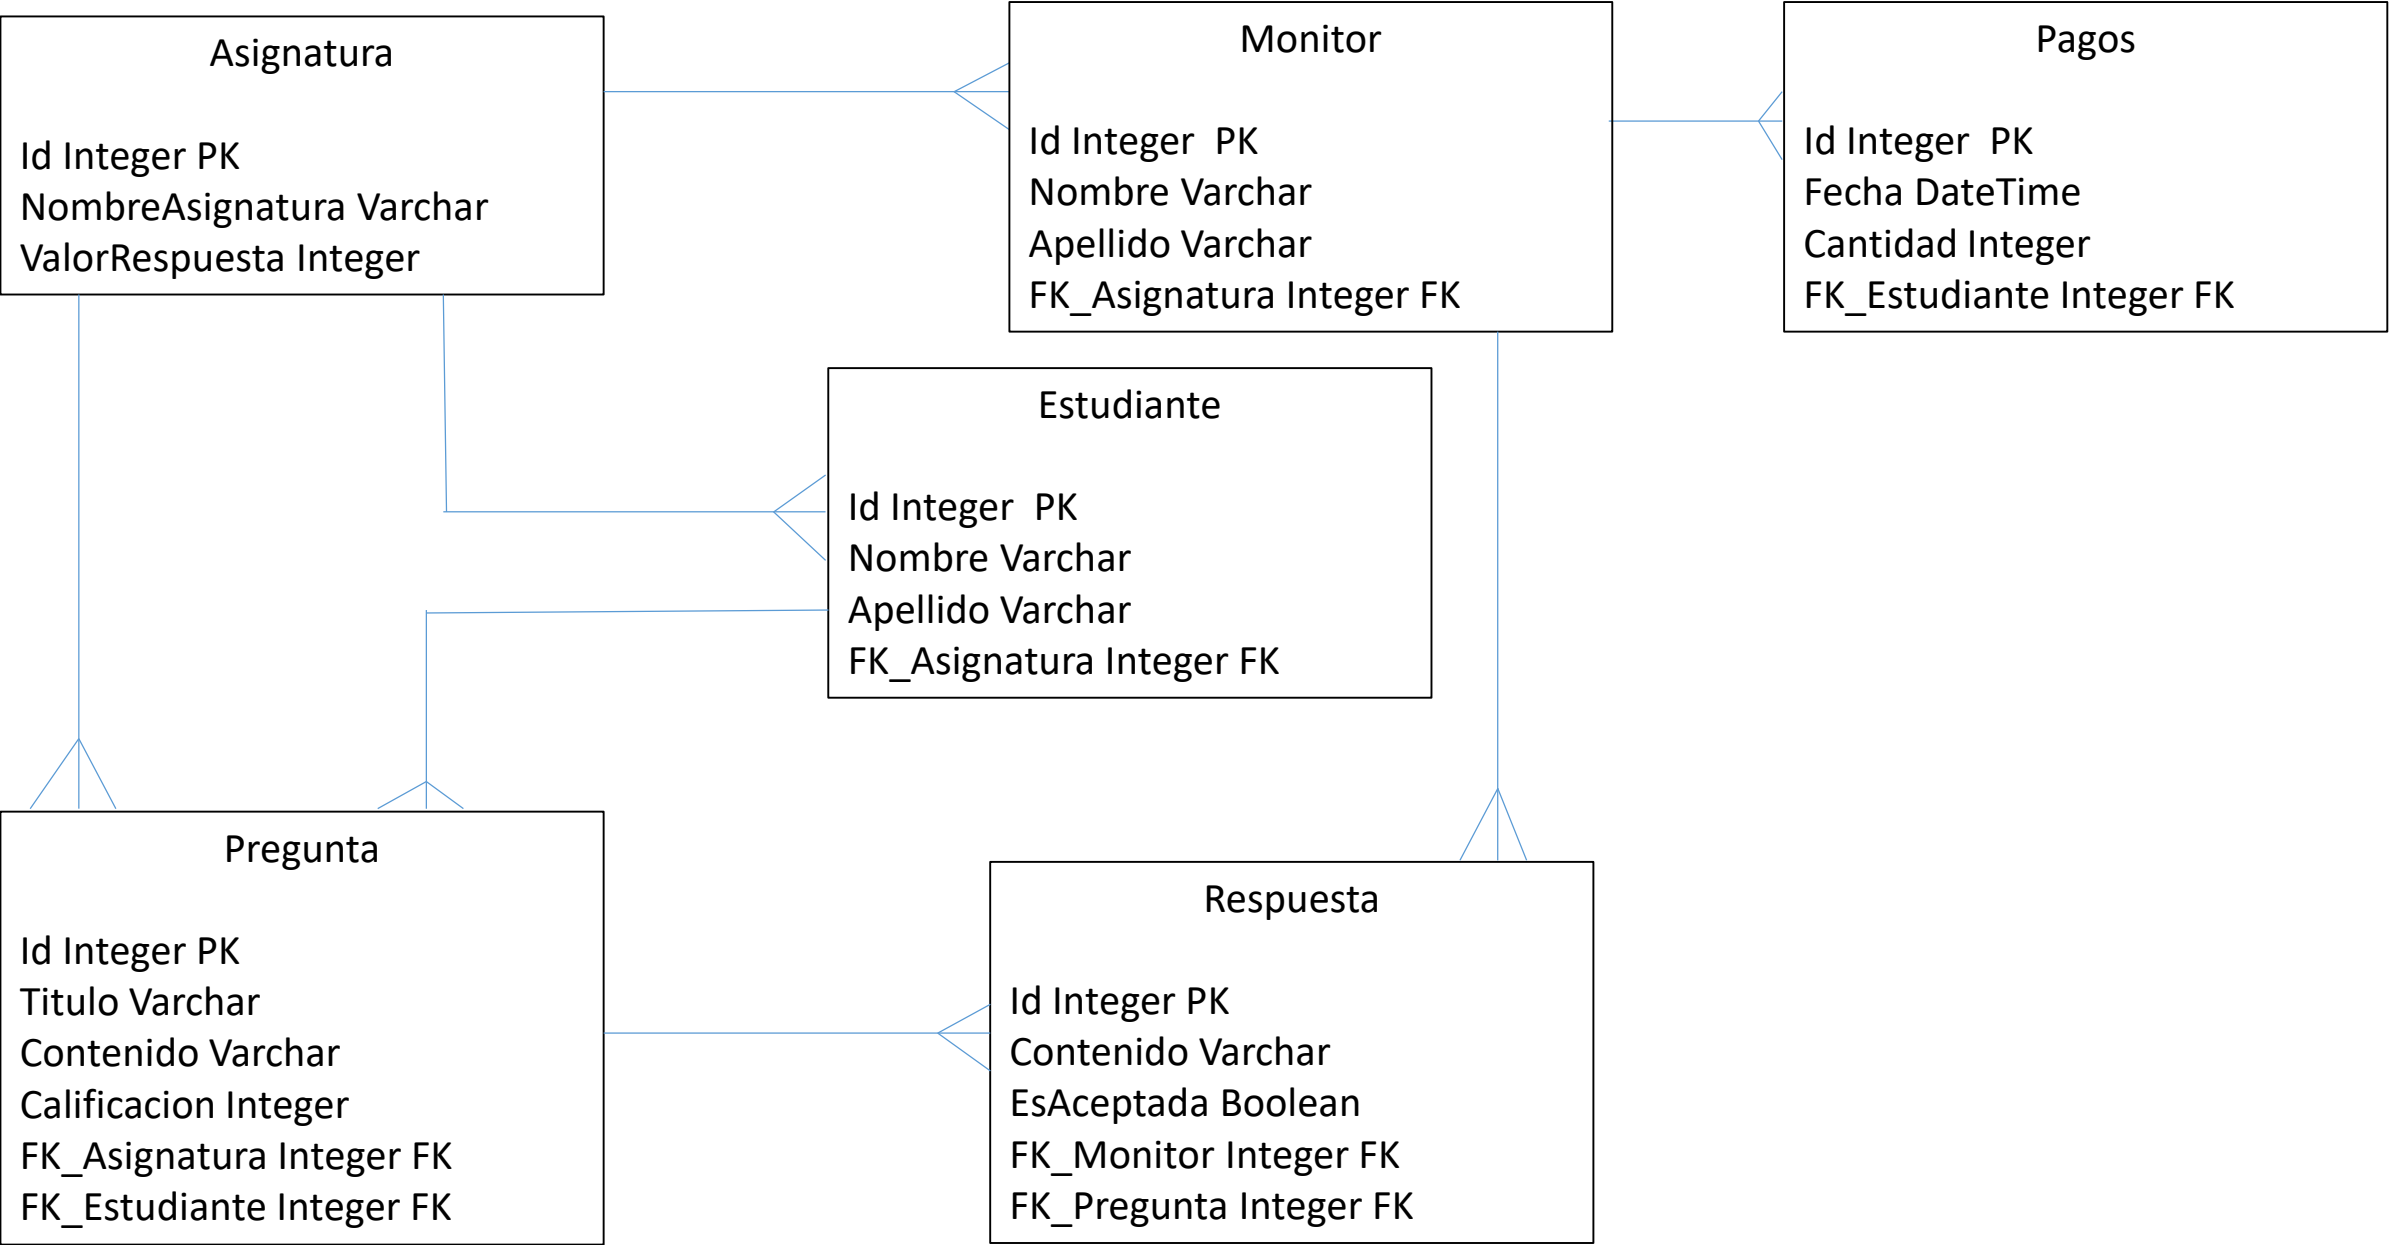 Asignatura
Id Integer PK
NombreAsignatura Varchar
ValorRespuesta Integer
Monitor
Id Integer  PK
Nombre Varchar
Apellido Varchar
FK_Asignatura Integer FK
Pagos
Id Integer  PK
Fecha DateTime
Cantidad Integer
FK_Estudiante Integer FK
Estudiante
Id Integer  PK
Nombre Varchar
Apellido Varchar
FK_Asignatura Integer FK
Pregunta
Id Integer PK
Titulo Varchar
Contenido Varchar
Calificacion Integer
FK_Asignatura Integer FK
FK_Estudiante Integer FK
Respuesta
Id Integer PK
Contenido Varchar
EsAceptada Boolean
FK_Monitor Integer FK
FK_Pregunta Integer FK